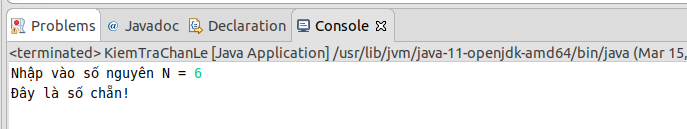 Problems @ Javadoc Declaration Console
<terminated> KiemTraChanLe [Java Application] /usr/lib/jvm/java-11-openjdk-amd64/bin/java (Mar 15,
Nhập vào số nguyên N = 6
Đây là số chẵn!